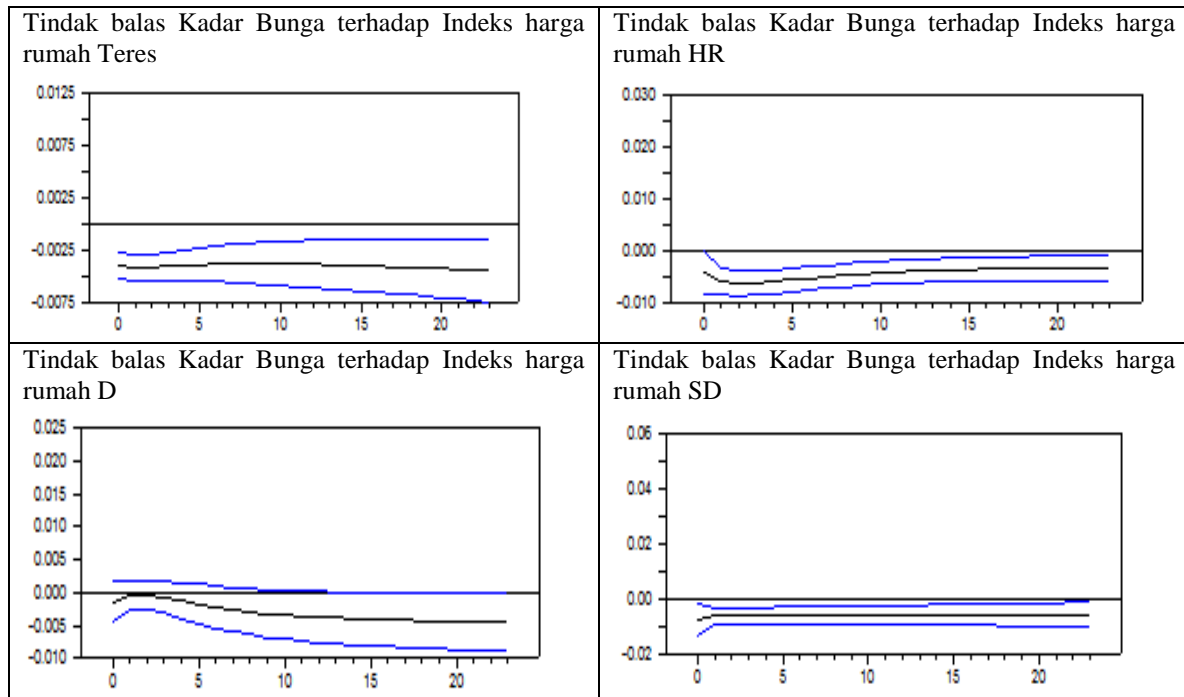 Tindak balas Kadar Bunga terhadap Indeks harga
rumah Teres
0.0125
0.0075
0.0025
-0.0025
-0.0075
0 5 10 15 20
Tindak balas Kadar Bunga terhadap Indeks harga
rumah HR
0.030
0.020
0.010
0.000
-0.010
0 5 10 15 20
Tindak balas Kadar Bunga terhadap Indeks harga
rumah D
0.025
0.020
0.015
0.010
0.005
0.000
-0.005
-0.010
0 5 10 15 20
Tindak balas Kadar Bunga terhadap Indeks harga
rumah SD
0.06
0.04
0.02
0.00
-0.02
0 5 10 15 20